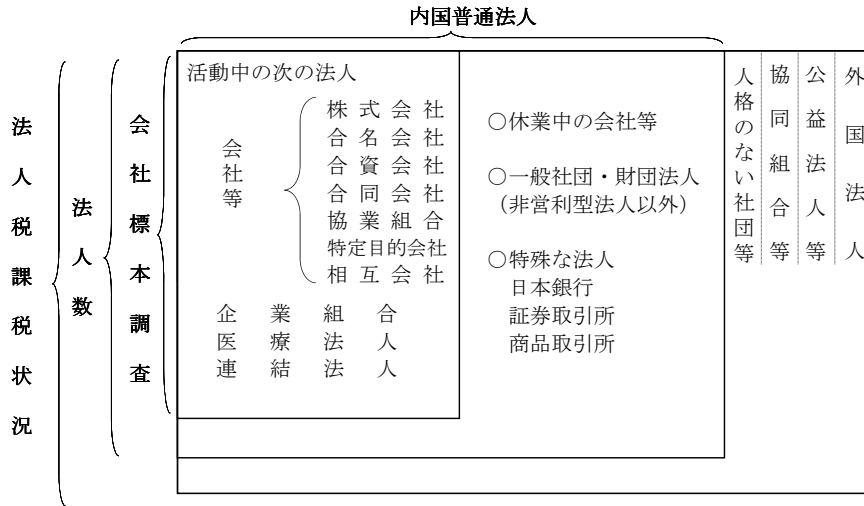 内国普通法人
法人税課税状況
法人数
会社標本調査
活動中の次の法人
会社等
株式会社
合名会社
合資会社
合同会社
協業組合
特定目的会社
相互会社
企業組合
医療法人
連結法人
○休業中の会社等
○一般社団・財団法人
(非営利型法人以外)
○特殊な法人
日本銀行
証券取引所
商品取引所
人格のない社団等
協同組合等
公益法人等
外国法人